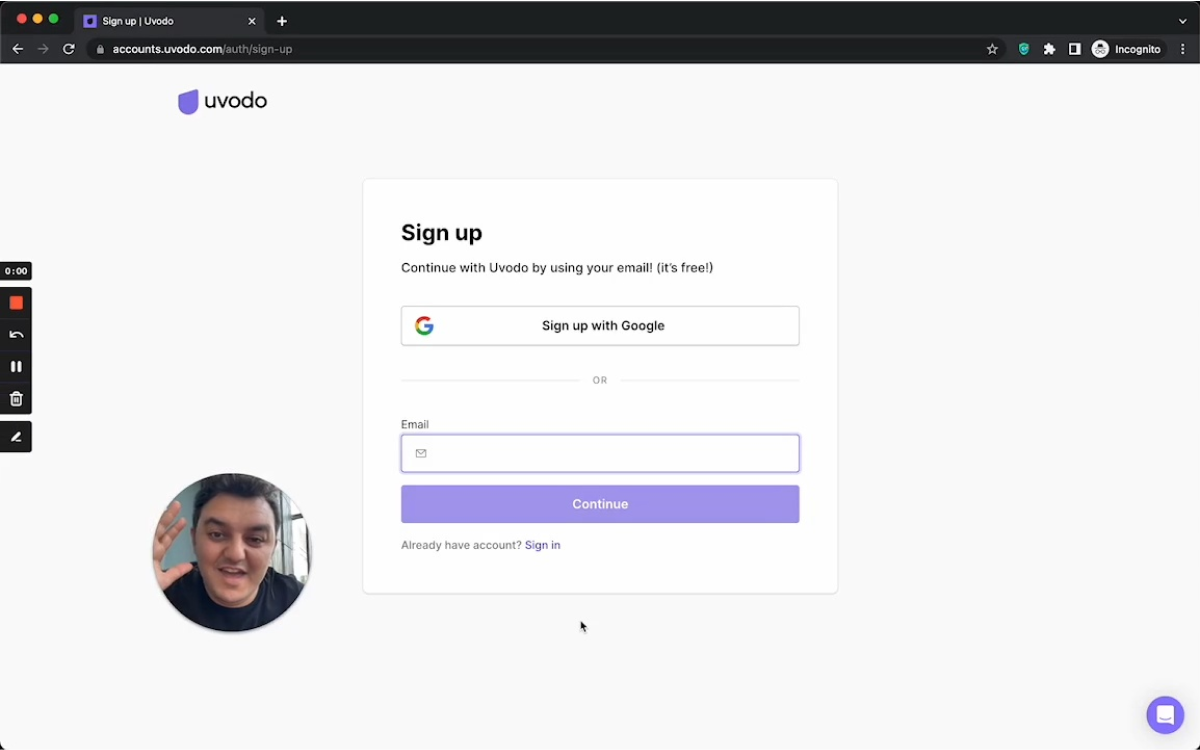 Sign up | Uvodo
accounts.uvodo.com/auth/sign-up
Incognito
uvodo
Sign up
Continue with Uvodo by using your email! (it's free!)
0:00
Sign up with Google
OR
Email
Continue
Already have account? Sign in